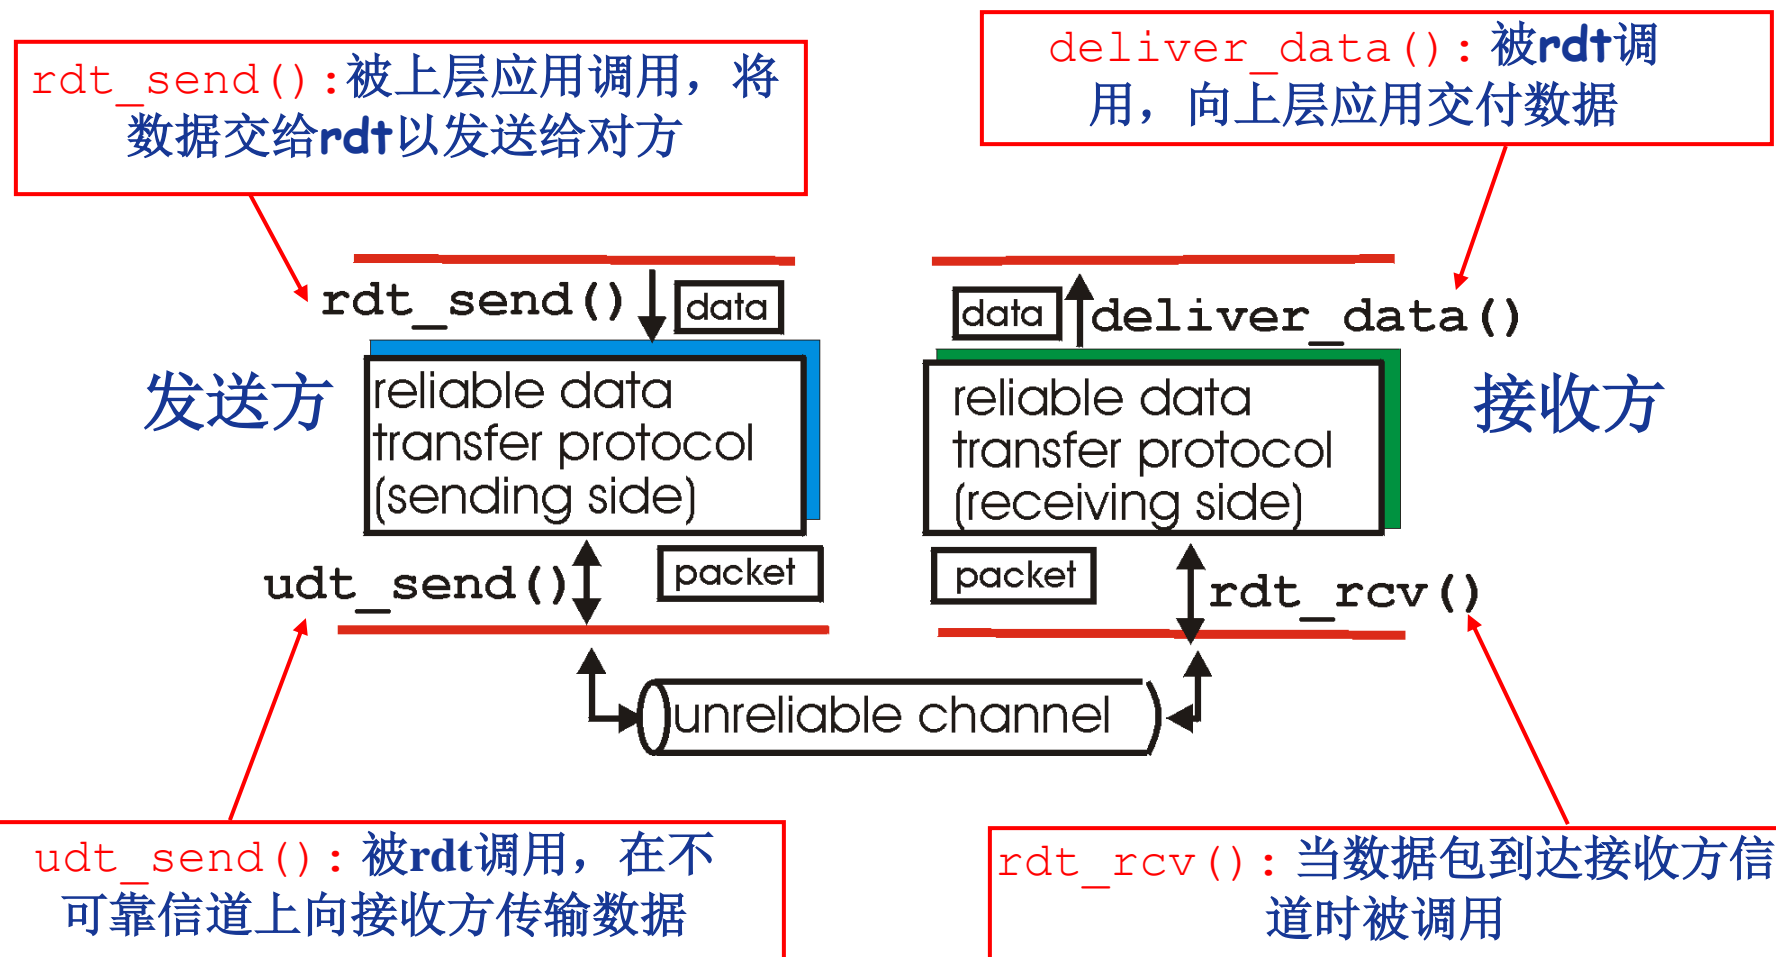 rdt_send():被上层应用调用，将
数据交给rdt以发送给对方
deliver_data(): 被rdt调
用，向上层应用交付数据
rdt_send()
data
data
deliver_data()
发送方
reliable data
transfer protocol
(sending side)
reliable data
transfer protocol
(receiving side)
接收方
udt_send()
packet
packet
rdt_rcv()
unreliable channel
udt_send(): 被rdt调用，在不
可靠信道上向接收方传输数据
rdt_rcv(): 当数据包到达接收方信
道时被调用